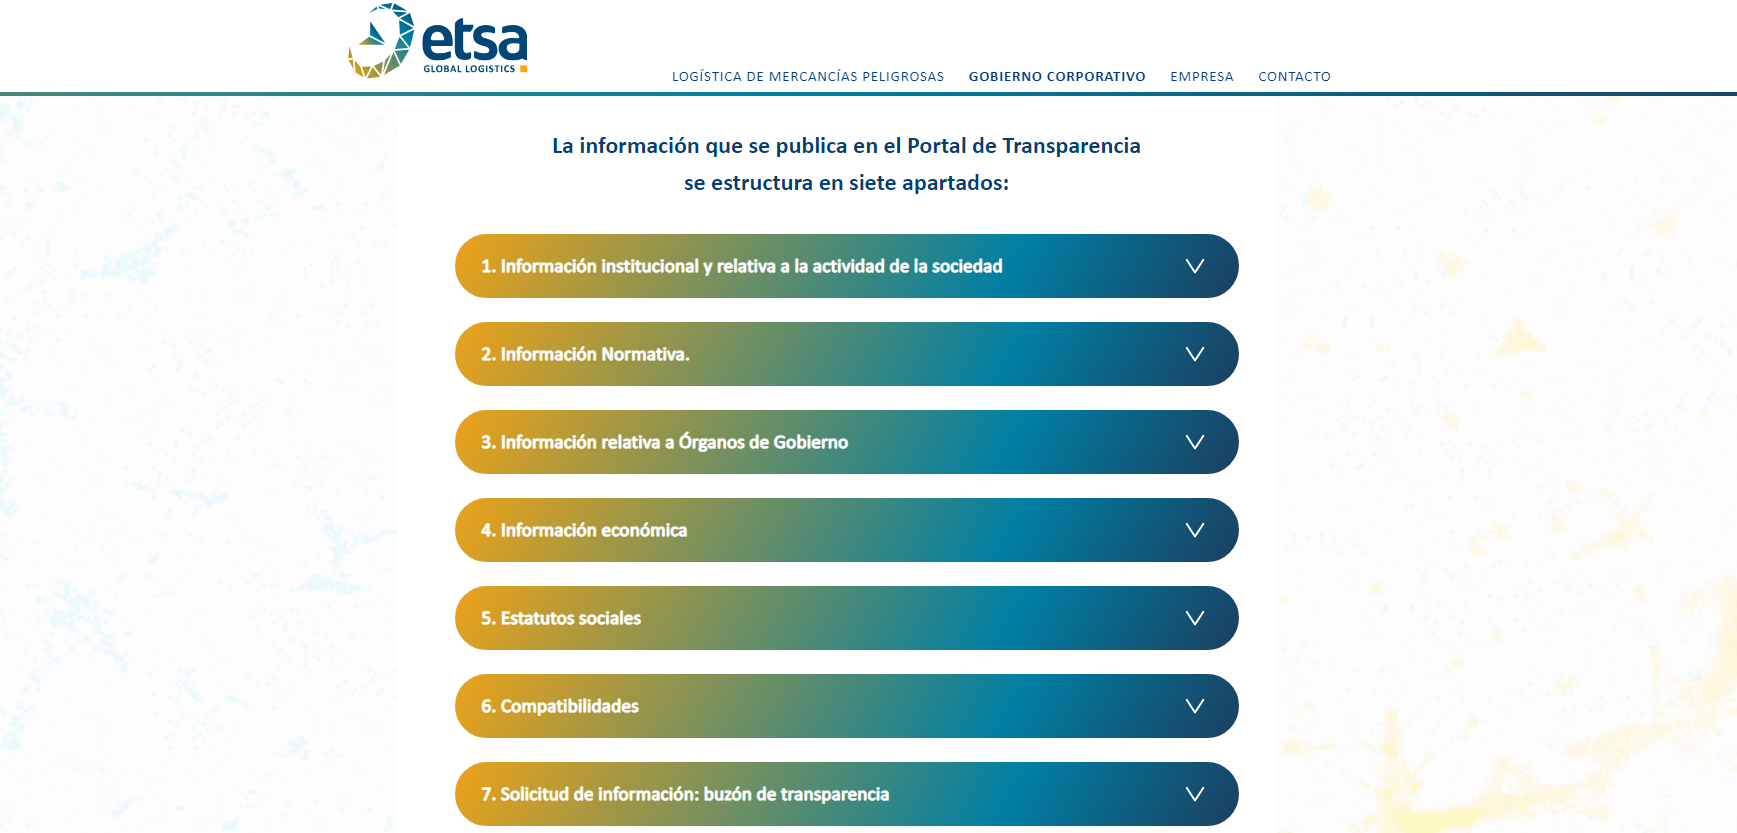 etsa
GLOBAL LOGISTICS
LOGÍSTICA DE MERCANCÍAS PELIGROSAS GOBIERNO CORPORATIVO EMPRESA CONTACTO
La información que se publica en el Portal de Transparencia
se estructura en siete apartados:
1. Información institucional y relativa a la actividad de la sociedad
2. Información Normativa.
3. Información relativa a Órganos de Gobierno
4. Información económica
5. Estatutos sociales
6. Compatibilidades
7. Solicitud de información: buzón de transparencia